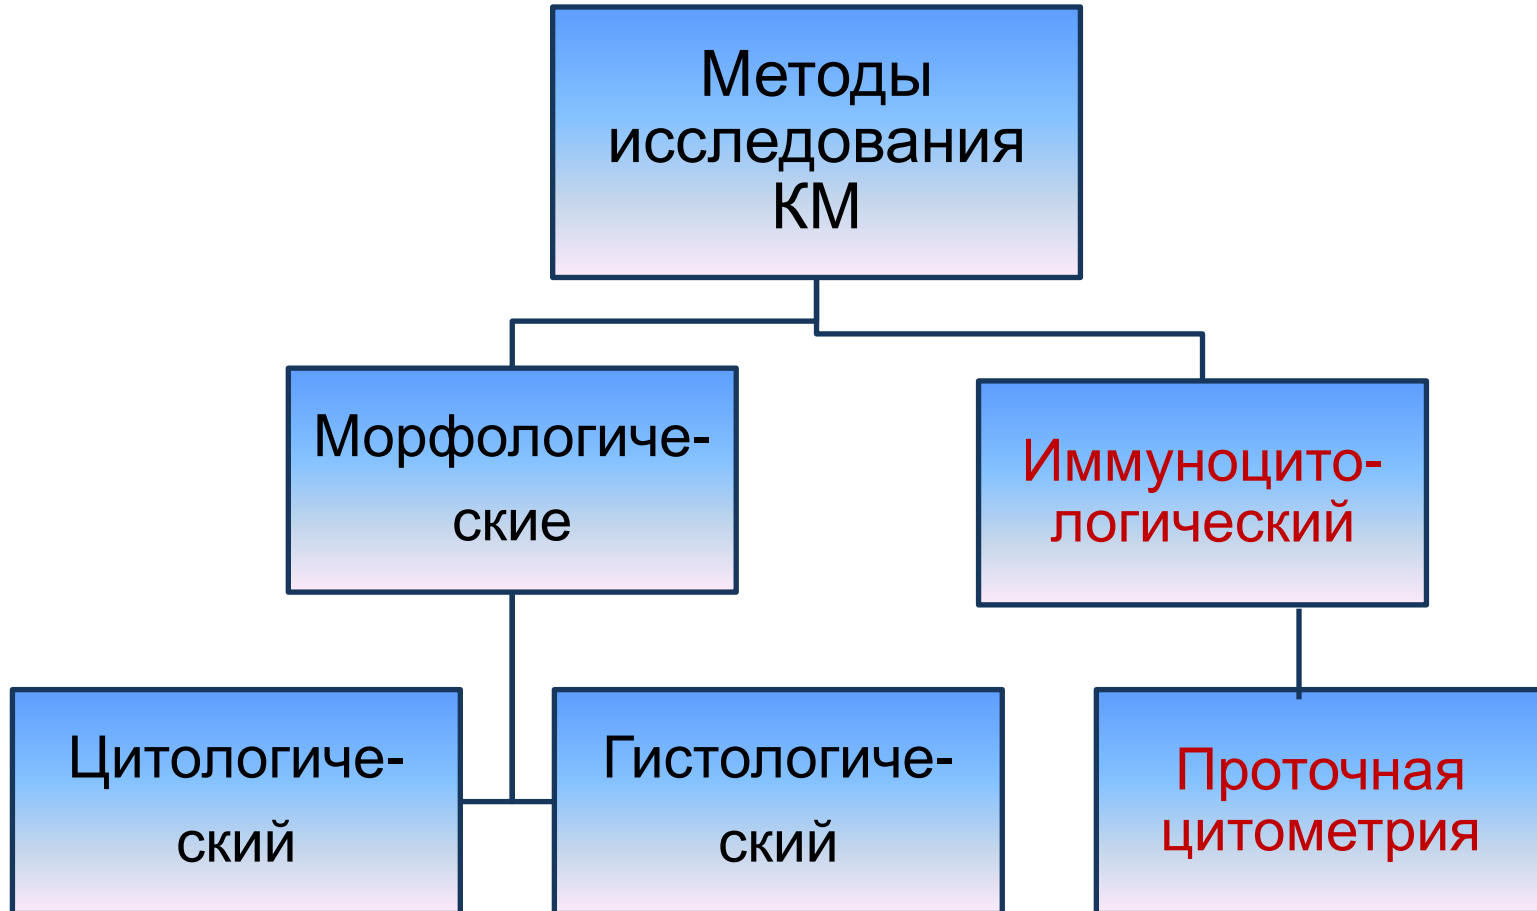 Методы
исследования
КМ
Морфологиче-
ские
Иммуноцито-
логический
Цитологиче-
ский
Гистологиче-
ский
Проточная
цитометрия